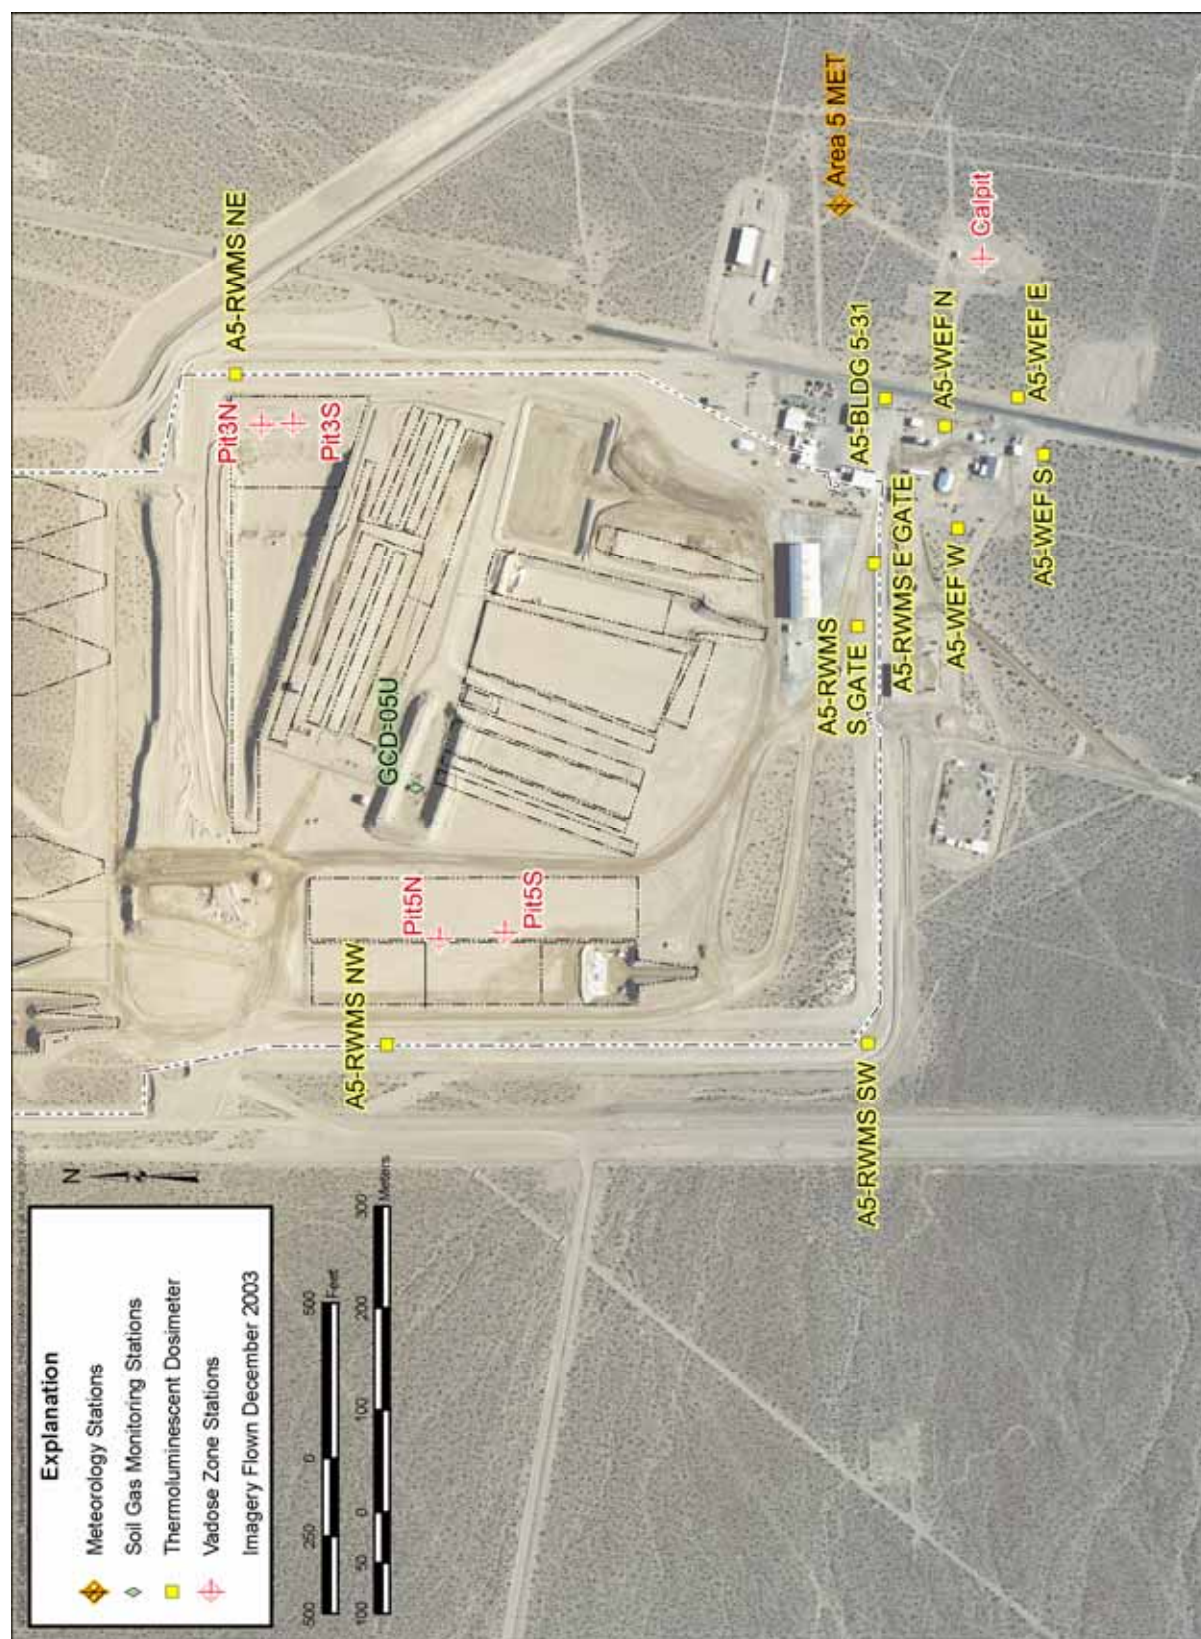 Explanation
Meteorology Stations
Soil Gas Monitoring Stations
Thermoluminescent Dosimeter
Vadose Zone Stations
Imagery Flown December 2003
N
500 250 0 500
Feet
100 50 0 100 200 300
Meters
A5-RWMS NE
Pit3N
Pit3S
GCD-05U
A5-RWMS NW
Pit5N
Pit5S
Area 5 MET
Calpit
A5-BLDG 5-31
A5-WEF N
A5-WEF E
A5-RWMS
S GATE
A5-RWMS E GATE
A5-WEF W
A5-WEF S
A5-RWMS SW